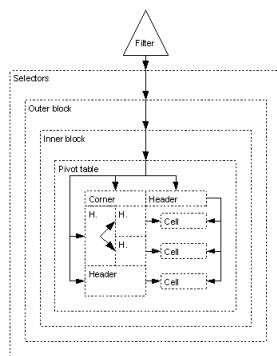 Filter
Selectors
Outer block
Inner block
Pivot table
Corner
Header
H.
H.
Cell
H.
Cell
Header
Cell